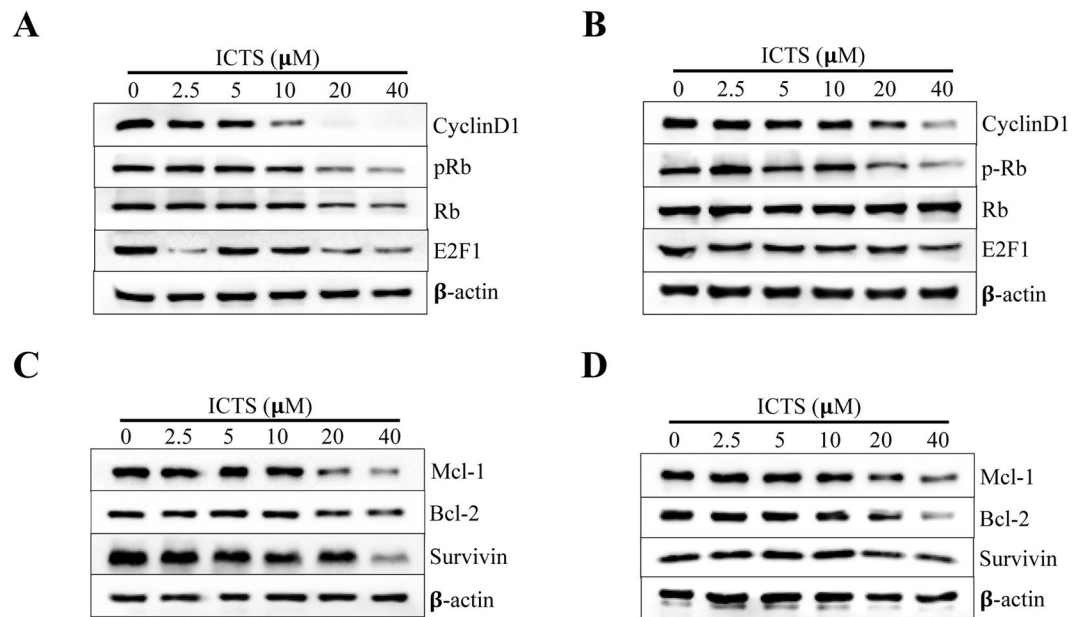 A
ICTS (μM)
0 2.5 5 10 20 40
CyclinD1
pRb
Rb
E2F1
β-actin
B
ICTS (μM)
0 2.5 5 10 20 40
CyclinD1
p-Rb
Rb
E2F1
β-actin
C
ICTS (μM)
0 2.5 5 10 20 40
Mcl-1
Bcl-2
Survivin
β-actin
D
ICTS (μM)
0 2.5 5 10 20 40
Mcl-1
Bcl-2
Survivin
β-actin